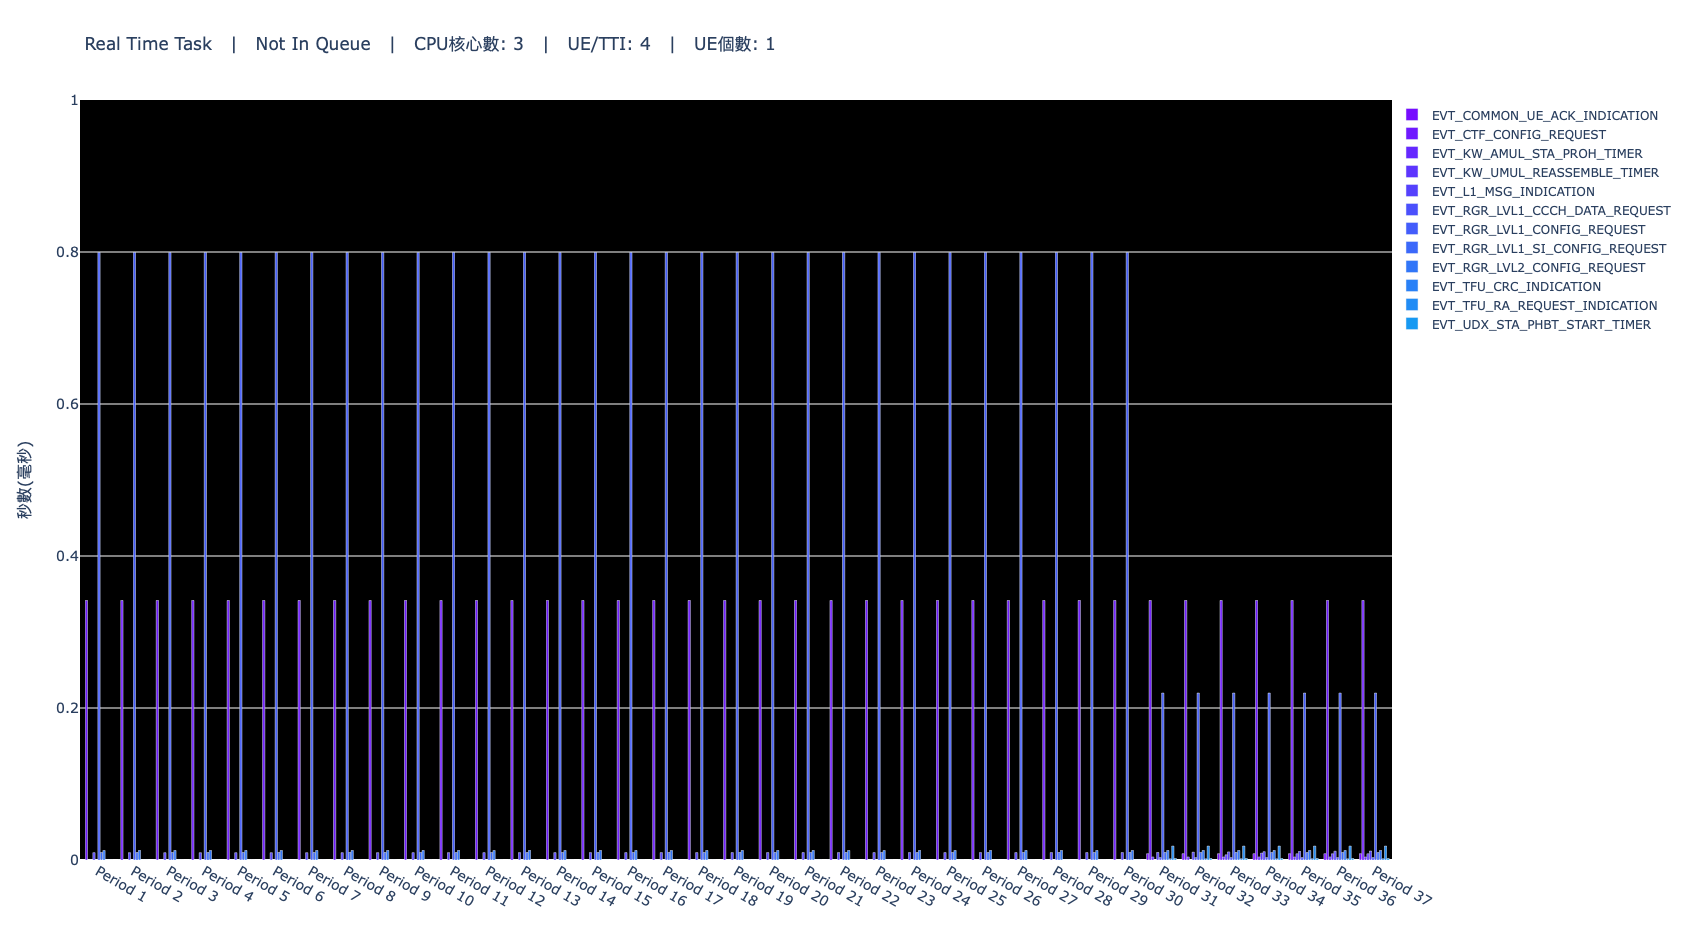 Real Time Task | Not In Queue | CPU核心數: 3 | UE/TTI: 4 | UE個數: 1
秒數(毫秒)
1
0.8
0.6
0.4
0.2
0
Period 1
Period 2
Period 3
Period 4
Period 5
Period 6
Period 7
Period 8
Period 9
Period 10
Period 11
Period 12
Period 13
Period 14
Period 15
Period 16
Period 17
Period 18
Period 19
Period 20
Period 21
Period 22
Period 23
Period 24
Period 25
Period 26
Period 27
Period 28
Period 29
Period 30
Period 31
Period 32
Period 33
Period 34
Period 35
Period 36
Period 37
EVT_COMMON_UE_ACK_INDICATION
EVT_CTF_CONFIG_REQUEST
EVT_KW_AMUL_STA_PROH_TIMER
EVT_KW_UMUL_REASSEMBLE_TIMER
EVT_L1_MSG_INDICATION
EVT_RGR_LVL1_CCCH_DATA_REQUEST
EVT_RGR_LVL1_CONFIG_REQUEST
EVT_RGR_LVL1_SI_CONFIG_REQUEST
EVT_RGR_LVL2_CONFIG_REQUEST
EVT_TFU_CRC_INDICATION
EVT_TFU_RA_REQUEST_INDICATION
EVT_UDX_STA_PHBT_START_TIMER